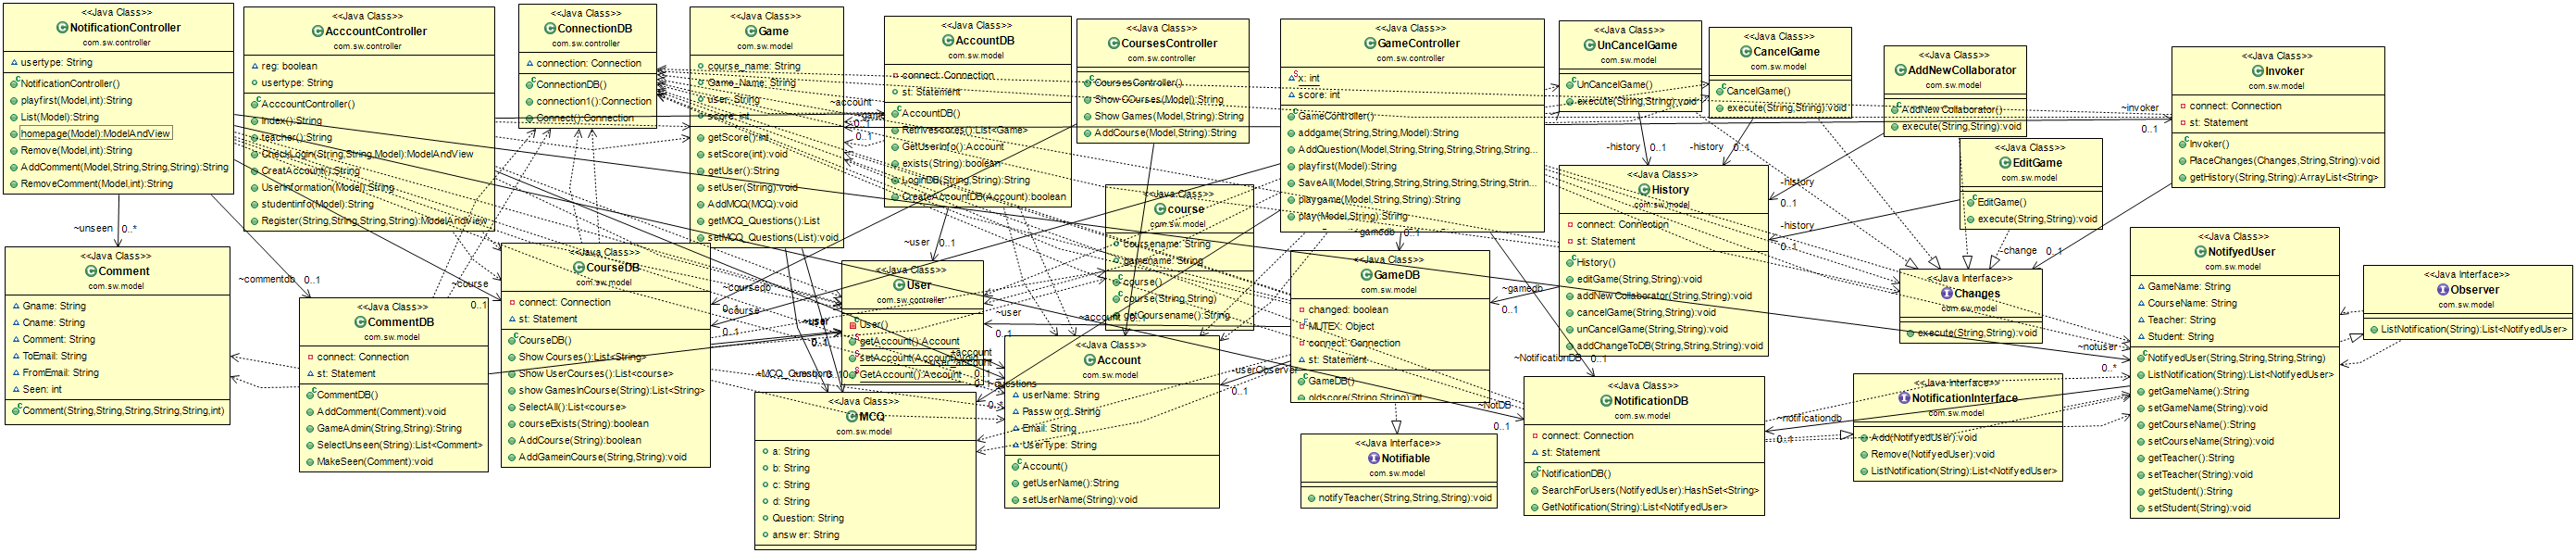 <<Java Class>>
NotificationController
com.sw.controller
usertype: String
NotificationController()
playfirst(Model,int):String
List(Model):String
homepage(Model):ModelAndView
Remove(Model,int):String
AddComment(Model,String,String,String):String
RemoveComment(Model,int):String
<<Java Class>>
AcccountController
com.sw.controller
reg: boolean
usertype: String
AcccountController()
Index():String
teacher():String
CheckLogin(String,String,Model):ModelAndView
CreatAccount():String
UserInformation(Model):String
studentinfo(Model):String
Register(String,String,String,String):ModelAndView
<<Java Class>>
ConnectionDB
com.sw.controller
connection: Connection
ConnectionDB()
connection1():Connection
Connect():Connection
<<Java Class>>
Game
com.sw.model
course_name: String
Game_Name: String
user: String
score: int
getScore():int
setScore(int):void
getUser():String
setUser(String):void
AddMCQ(MCQ):void
getMCQ_Questions():List
setMCQ_Questions(List):void
<<Java Class>>
AccountDB
com.sw.model
connect: Connection
st: Statement
AccountDB()
Retrivescores():List<Game>
GetUserInfo():Account
exists(String):boolean
LoginDB(String,String):String
CreateAccountDB(Account):boolean
<<Java Class>>
CoursesController
com.sw.controller
CoursesController()
Show COurses(Model):String
Show Games(Model,String):String
AddCourse(Model,String):String
<<Java Class>>
GameController
com.sw.controller
x: int
score: int
GameController()
addgame(String,String,Model):String
AddQuestion(Model,String,String,String,String...
playfirst(Model):String
SaveAll(Model,String,String,String,String,Strin...
playgame(Model,String,String):String
play(Model,String):String
<<Java Class>>
UnCancelGame
com.sw.model
UnCancelGame()
execute(String,String):void
<<Java Class>>
CancelGame
com.sw.model
CancelGame()
execute(String,String):void
<<Java Class>>
AddNewCollaborator
com.sw.model
AddNewCollaborator()
execute(String,String):void
<<Java Class>>
Invoker
com.sw.model
connect: Connection
st: Statement
Invoker()
PlaceChanges(Changes,String,String):void
getHistory(String,String):ArrayList<String>
<<Java Class>>
EditGame
com.sw.model
EditGame()
execute(String,String):void
<<Java Class>>
History
com.sw.model
connect: Connection
st: Statement
History()
editGame(String,String):void
addNewCollaborator(String,String):void
cancelGame(String,String):void
unCancelGame(String,String):void
addChangeToDB(String,String,String):void
<<Java Class>>
course
com.sw.model
coursename: String
gamename: String
course()
course(String,String)
getCoursename():String
<<Java Class>>
Comment
com.sw.model
Gname: String
Cname: String
Comment: String
ToEmail: String
FromEmail: String
Seen: int
Comment(String,String,String,String,String,int)
<<Java Class>>
CommentDB
com.sw.model
connect: Connection
st: Statement
CommentDB()
AddComment(Comment):void
GameAdmin(String,String):String
SelectUnseen(String):List<Comment>
MakeSeen(Comment):void
<<Java Class>>
CourseDB
com.sw.model
connect: Connection
st: Statement
CourseDB()
Show Courses():List<String>
Show UserCourses():List<course>
show GamesInCourse(String):List<String>
SelectAll():List<course>
courseExists(String):boolean
AddCourse(String):boolean
AddGameinCourse(String,String):void
<<Java Class>>
User
com.sw.controller
User()
getAccount():Account
setAccount(Account):void
GetAccount():Account
<<Java Class>>
MCQ
com.sw.model
a: String
b: String
c: String
d: String
Question: String
answer: String
<<Java Class>>
Account
com.sw.model
userName: String
Password: String
Email: String
UserType: String
Account()
getUserName():String
setUserName(String):void
<<Java Class>>
GameDB
com.sw.model
changed: boolean
MUTEX: Object
connect: Connection
st: Statement
GameDB()
oldscore(String):int
<<Java Interface>>
Notifiable
com.sw.model
notifyTeacher(String,String,String):void
<<Java Class>>
NotificationDB
com.sw.model
connect: Connection
st: Statement
NotificationDB()
SearchForUsers(NotifyedUser):HashSet<String>
GetNotification(String):List<NotifyedUser>
<<Java Interface>>
Changes
com.sw.model
execute(String,String):void
<<Java Interface>>
NotificationInterface
com.sw.model
Add(NotifyedUser):void
Remove(NotifyedUser):void
ListNotification(String):List<NotifyedUser>
<<Java Class>>
NotifyedUser
com.sw.model
GameName: String
CourseName: String
Teacher: String
Student: String
NotifyedUser(String,String,String,String)
ListNotification(String):List<NotifyedUser>
getGameName():String
setGameName(String):void
getCourseName():String
setCourseName(String):void
getTeacher():String
setTeacher(String):void
getStudent():String
setStudent(String):void
<<Java Interface>>
Observer
com.sw.model
ListNotification(String):List<NotifyedUser>
~unseen 0..*
~commentdb 0..1
~course 0..1
~account
0..1
~user 0..1
~coursedb
~user
~MCQ_Questions
~user
~account
~gamedb 0..1
~gamedb
0..1
~NotificationDB 0..1
-userObserver
0..1
~NotDB
0..1
-history 0..1
-history 0..1
-history
0..1
-history
0..1
~invoker
0..1
-change 0..1
~notuser
0..*
~notificationdb
0..1